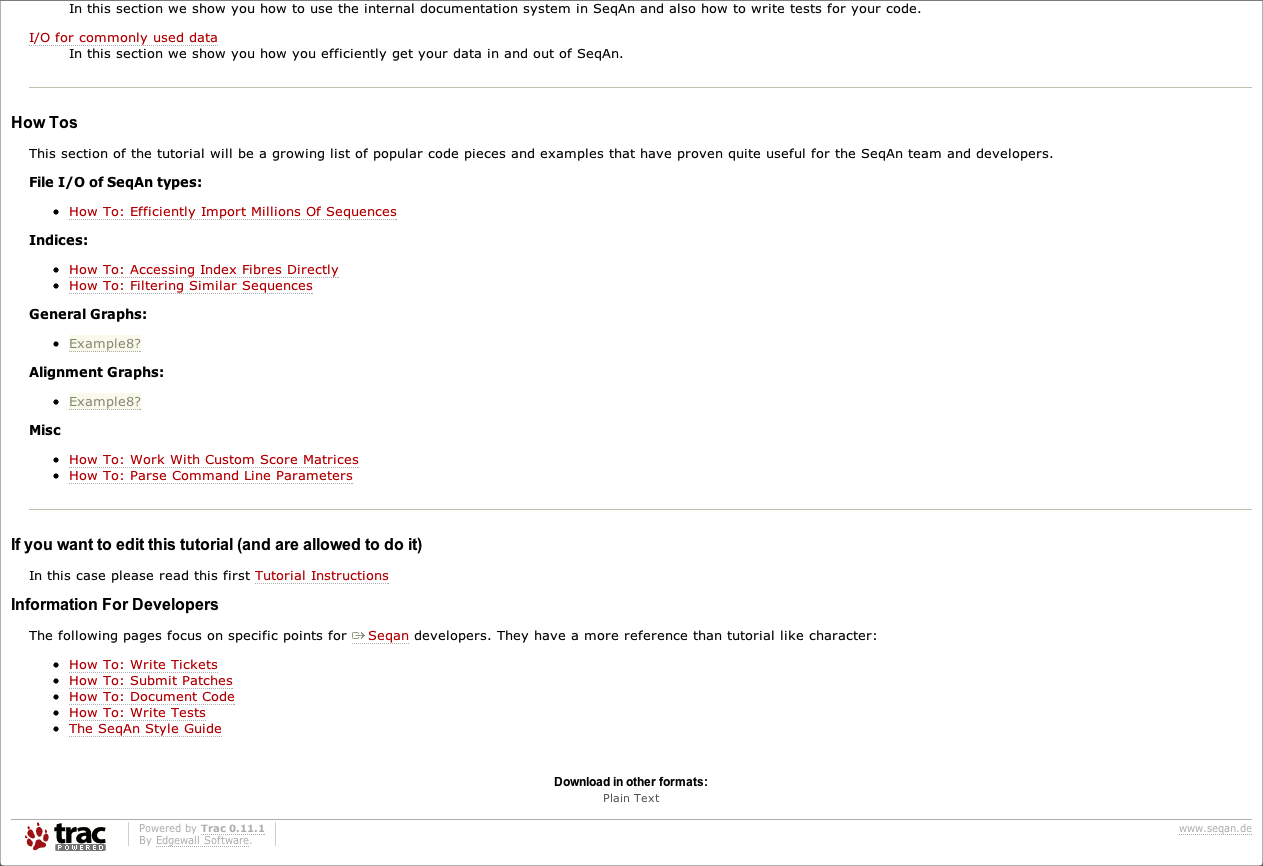 In this section we show you how to use the internal documentation system in SeqAn and also how to write tests for your code.
I/O for commonly used data
In this section we show you how you efficiently get your data in and out of SeqAn.
How Tos
This section of the tutorial will be a growing list of popular code pieces and examples that have proven quite useful for the SeqAn team and developers.
File I/O of SeqAn types:
• How To: Efficiently Import Millions Of Sequences
Indices:
• How To: Accessing Index Fibres Directly
• How To: Filtering Similar Sequences
General Graphs:
• Example8?
Alignment Graphs:
• Example8?
Misc
• How To: Work With Custom Score Matrices
• How To: Parse Command Line Parameters
If you want to edit this tutorial (and are allowed to do it)
In this case please read this first Tutorial Instructions
Information For Developers
The following pages focus on specific points for Seqan developers. They have a more reference than tutorial like character:
• How To: Write Tickets
• How To: Submit Patches
• How To: Document Code
• How To: Write Tests
• The SeqAn Style Guide
Download in other formats:
Plain Text
trac
POWERED
Powered by Trac 0.11.1
By Edgewall Software.
www.seqan.de